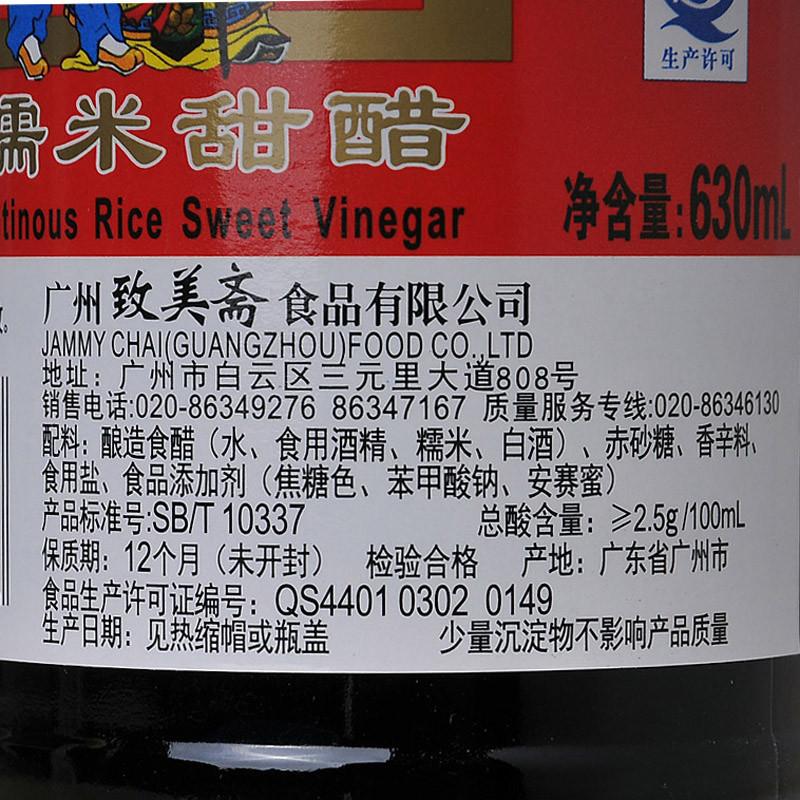 生产许可
糯米甜醋
tinous Rice Sweet Vinegar
净含量:630mL
广州致美斋食品有限公司
JAMMY CHAI(GUANGZHOU)FOOD CO.,LTD
地址：广州市白云区三元里大道808号
销售电话:020-86349276 86347167 质量服务专线:020-86346130
配料：酿造食醋（水、食用酒精、糯米、白酒）、赤砂糖、香辛料、
食用盐、食品添加剂（焦糖色、苯甲酸钠、安赛蜜）
产品标准号:SB/T 10337 总酸含量：≥2.5g/100mL
保质期：12个月（未开封） 检验合格 产地：广东省广州市
食品生产许可证编号：QS4401 0302 0149
生产日期：见热缩帽或瓶盖 少量沉淀物不影响产品质量